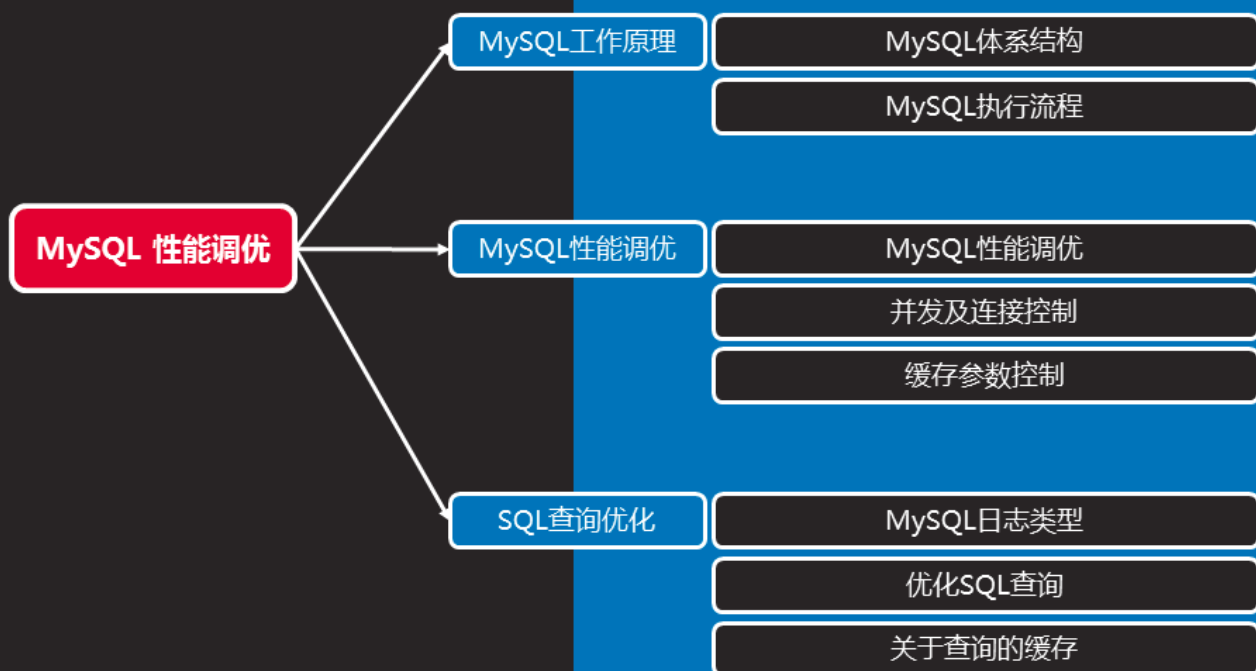 MySQL 性能调优
MySQL工作原理
MySQL体系结构
MySQL执行流程
MySQL性能调优
MySQL性能调优
并发及连接控制
缓存参数控制
SQL查询优化
MySQL日志类型
优化SQL查询
关于查询的缓存